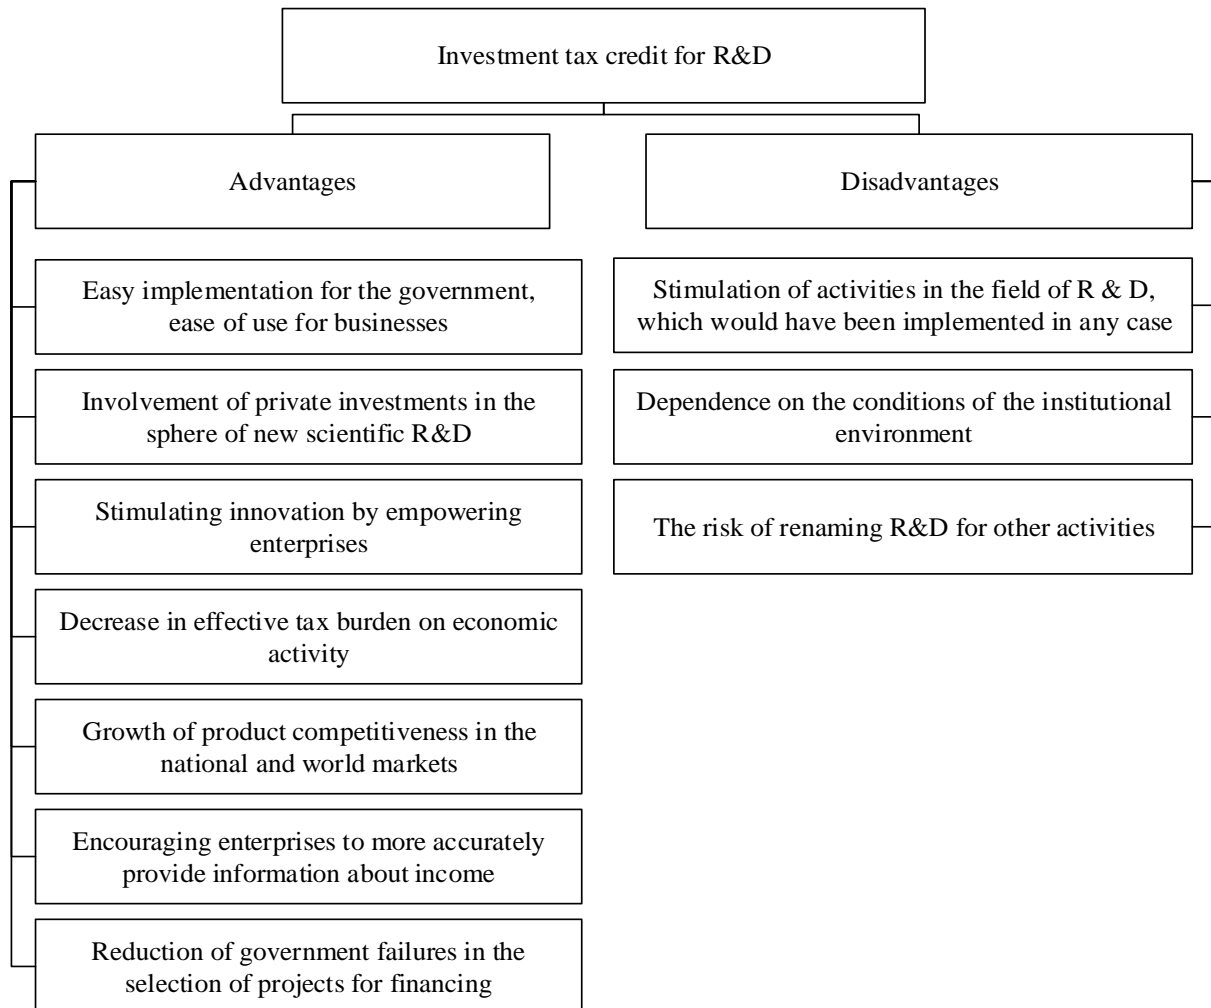 Investment tax credit for R&D
Advantages
Disadvantages
Easy implementation for the government,
ease of use for businesses
Involvement of private investments in the
sphere of new scientific R&D
Stimulating innovation by empowering
enterprises
Decrease in effective tax burden on economic
activity
Growth of product competitiveness in the
national and world markets
Encouraging enterprises to more accurately
provide information about income
Reduction of government failures in the
selection of projects for financing
Stimulation of activities in the field of R & D,
which would have been implemented in any case
Dependence on the conditions of the institutional
environment
The risk of renaming R&D for other activities